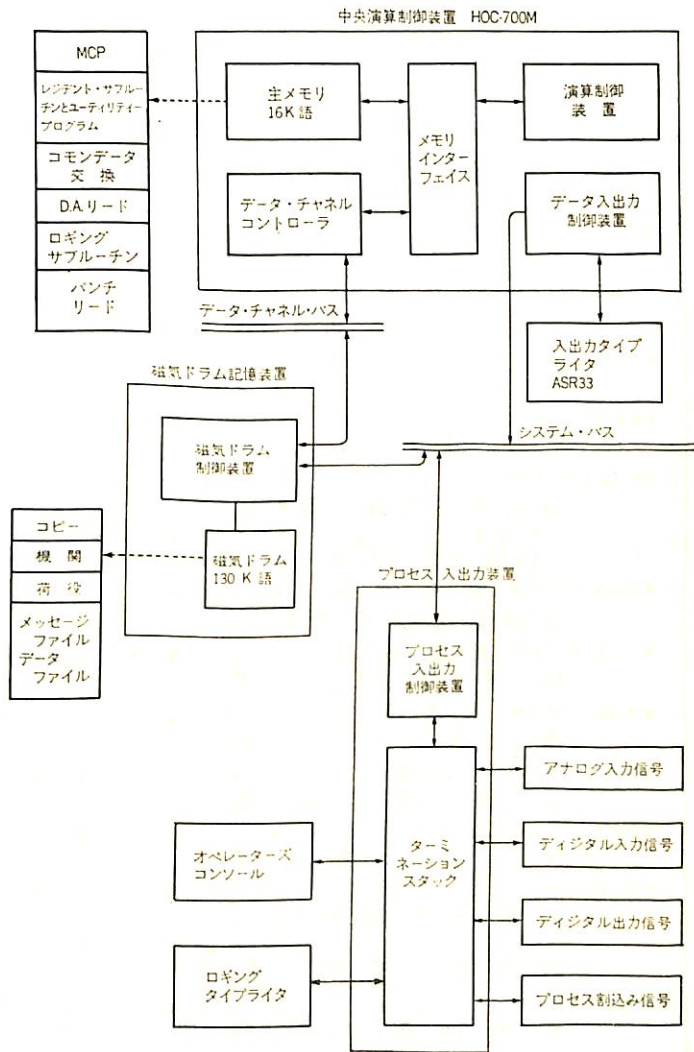 中央演算制御装置 HOC-700M
MCP
レジデント・サブルー
チンとユーティリティー
プログラム
コモンデータ
交換
D.A.リード
ロギング
サブルーチン
パンチ
リード
主メモリ
16K語
データ・チャネル
コントローラ
メモリ
インター
フェイス
演算制御
装置
データ入出力
制御装置
データ・チャネル・バス
入出力タイプ
ライタ
ASR33
磁気ドラム記憶装置
システム・バス
磁気ドラム
制御装置
磁気ドラム
130 K 語
コピー
機関
荷役
メッセージ
ファイル
データ
ファイル
プロセス入出力装置
プロセス
入出力
制御装置
ターミ
ネーション
スタック
オペレーターズ
コンソール
ロギング
タイプライタ
アナログ入力信号
ディジタル入力信号
ディジタル出力信号
プロセス割込み信号